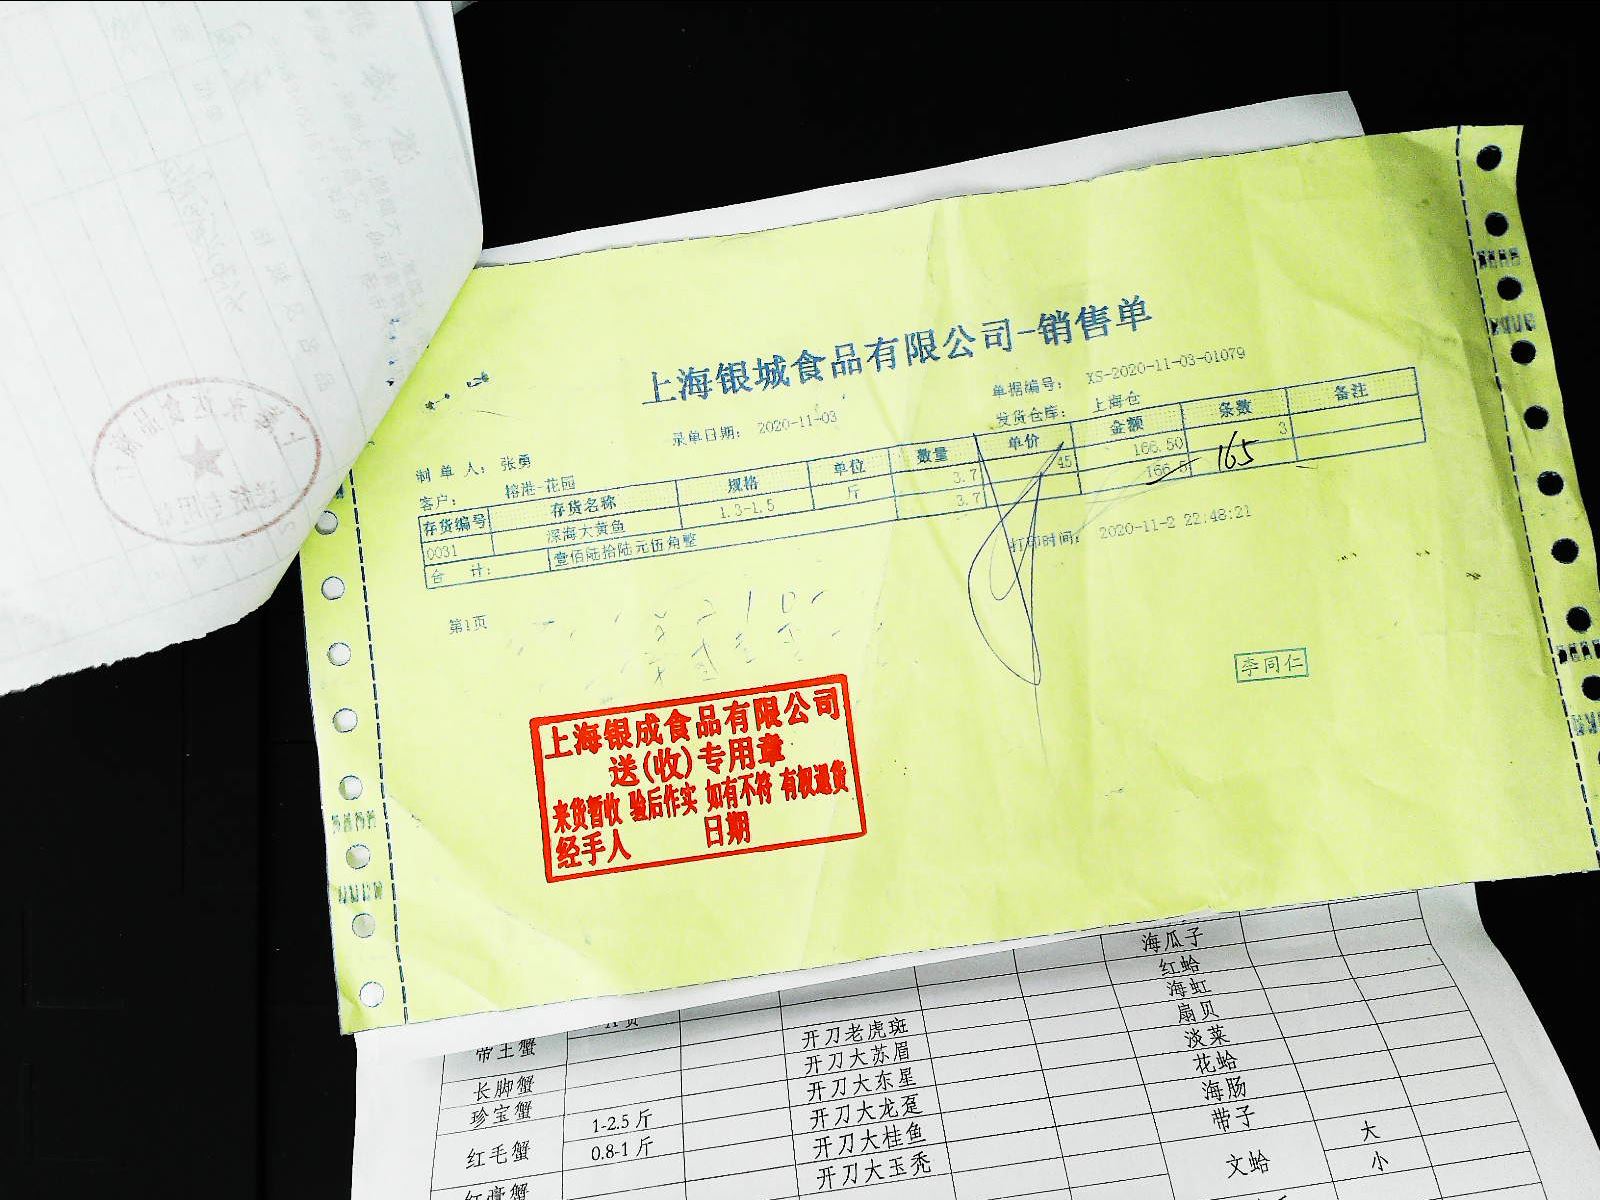 上海银城食品有限公司-销售单
单据编号： XS-2020-11-03-01079
录单日期： 2020-11-03
发货仓库： 上海仓
制 单 人： 张勇
客户： 榕港-花园
存货编号 存货名称 规格 单位 数量 单价 金额 条数 备注
0031 深海大黄鱼 1.3-1.5 斤 3.7 45 166.50 3
合 计： 壹佰陆拾陆元伍角整 3.7 166.5 165
第1页
打印时间： 2020-11-2 22:48:21
李同仁
上海银成食品有限公司
送(收)专用章
来货暂收 验后作实 如有不符 有权退货
经手人 日期
海瓜子
红蛤
海虹
扇贝
淡菜
花蛤
海肠
带子
文蛤 大
小
开刀老虎斑
开刀大苏眉
开刀大东星
开刀大龙趸
开刀大桂鱼
开刀大玉秃
帝王蟹
长脚蟹
珍宝蟹 1-2.5 斤
红毛蟹 0.8-1 斤
红膏蟹